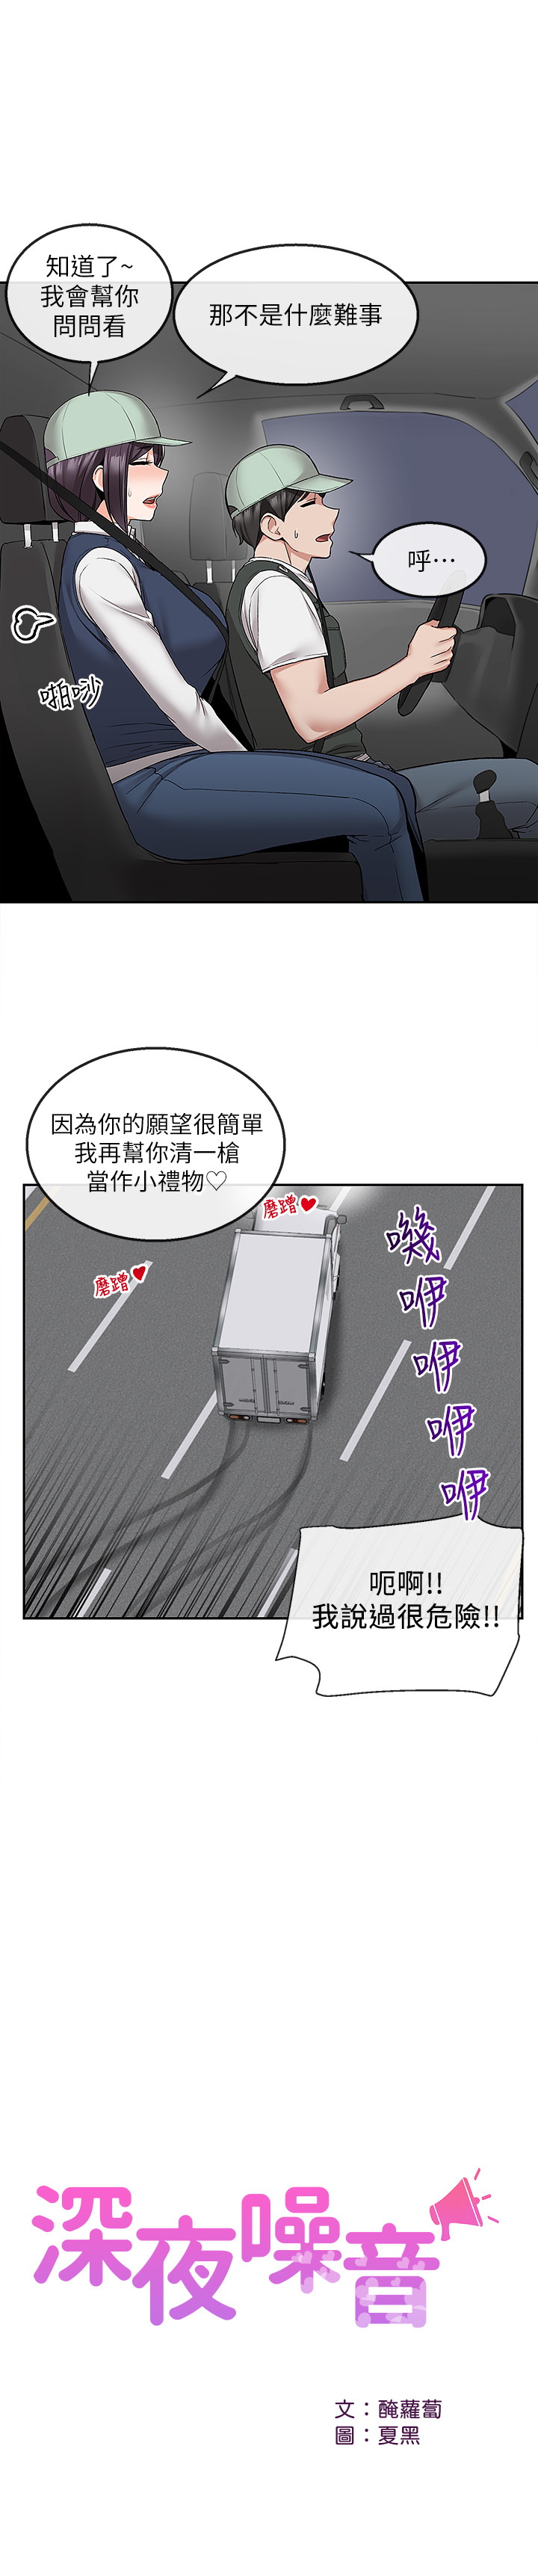 知道了~
我會幫你
問問看
那不是什麼難事
呼…
啪吵
因為你的願望很簡單
我再幫你清一槍
當作小禮物♡
磨蹭♥
磨蹭♥
嘰
咿
咿
咿
咿
呃啊!!
我說過很危險!!
深夜噪音
文：醃蘿蔔
圖：夏黑